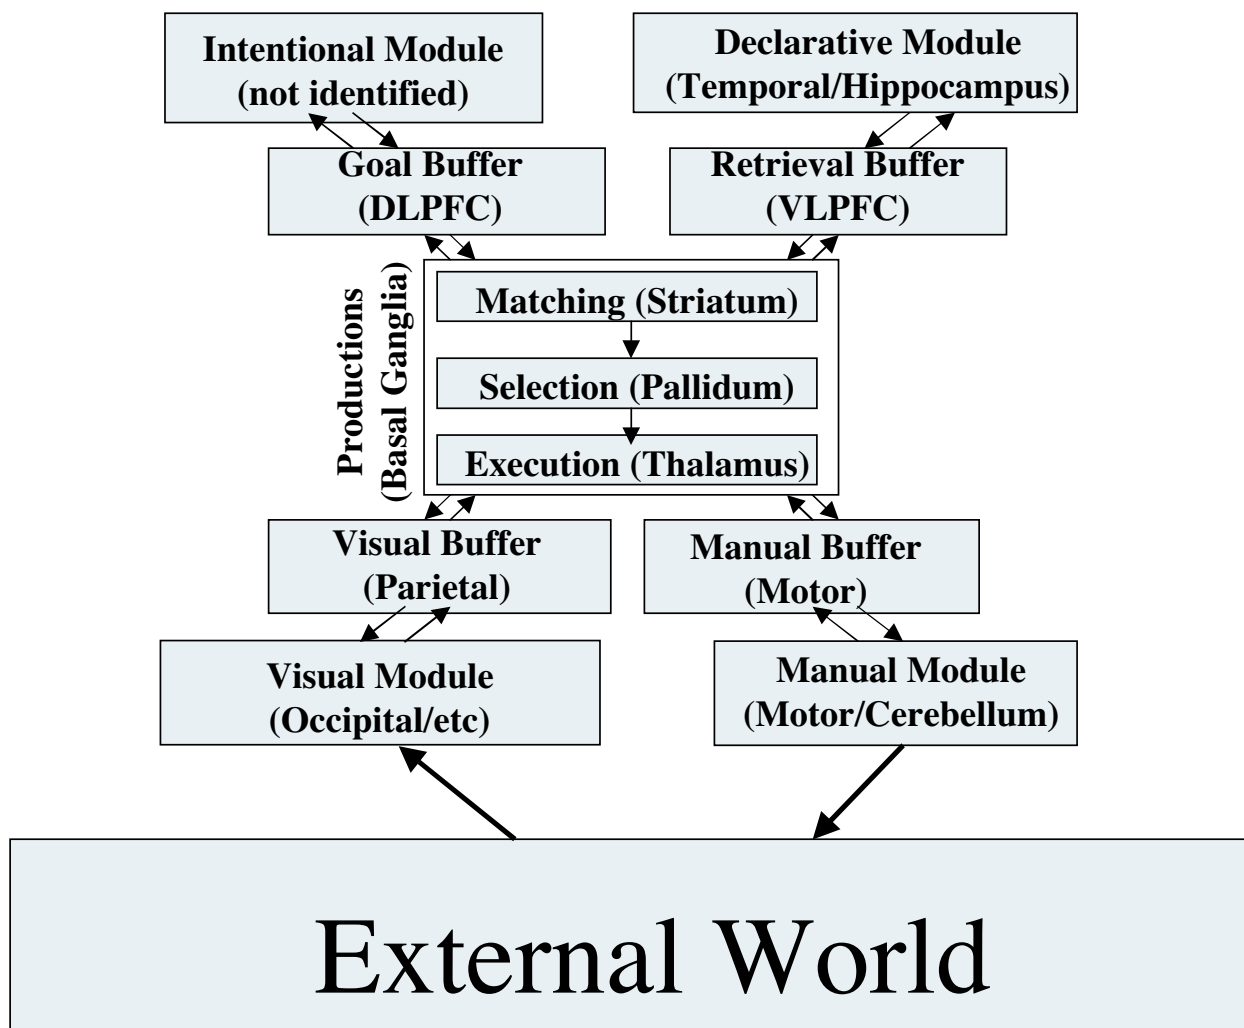 Intentional Module
(not identified)
Declarative Module
(Temporal/Hippocampus)
Goal Buffer
(DLPFC)
Retrieval Buffer
(VLPFC)
Productions
(Basal Ganglia)
Matching (Striatum)
Selection (Pallidum)
Execution (Thalamus)
Visual Buffer
(Parietal)
Manual Buffer
(Motor)
Visual Module
(Occipital/etc)
Manual Module
(Motor/Cerebellum)
External World